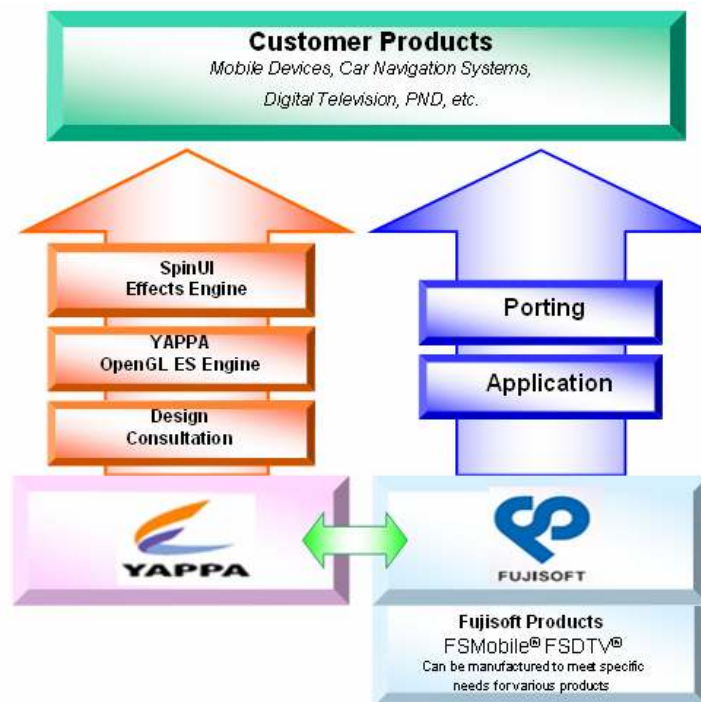 Customer Products
Mobile Devices, Car Navigation Systems,
Digital Television, PND, etc.
SpinUI
Effects Engine
YAPPA
OpenGL ES Engine
Design
Consultation
Porting
Application
YAPPA
FUJISOFT
Fujisoft Products
FSMobile® FSDTV®
Can be manufactured to meet specific
needs for various products